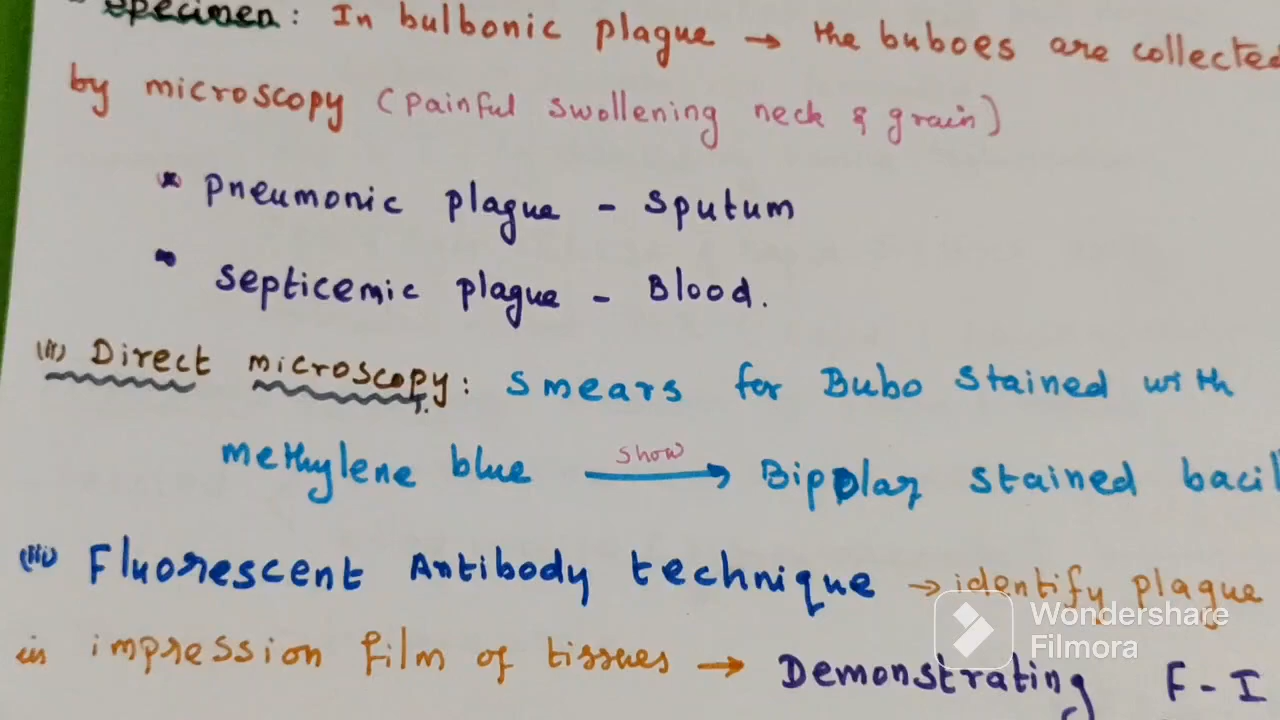 Specimen: In bulbonic plague → the buboes are collected
by microscopy (painful swollening neck & grain)
* pneumonic plague - sputum
* septicemic plague - Blood.
(ii) Direct microscopy: smears for Bubo stained with
methylene blue show → Bipolar stained bacil
(iii) Fluorescent Antibody technique → identify plague
in impression film of tissues → Demonstrating F-I
Wondershare
Filmora